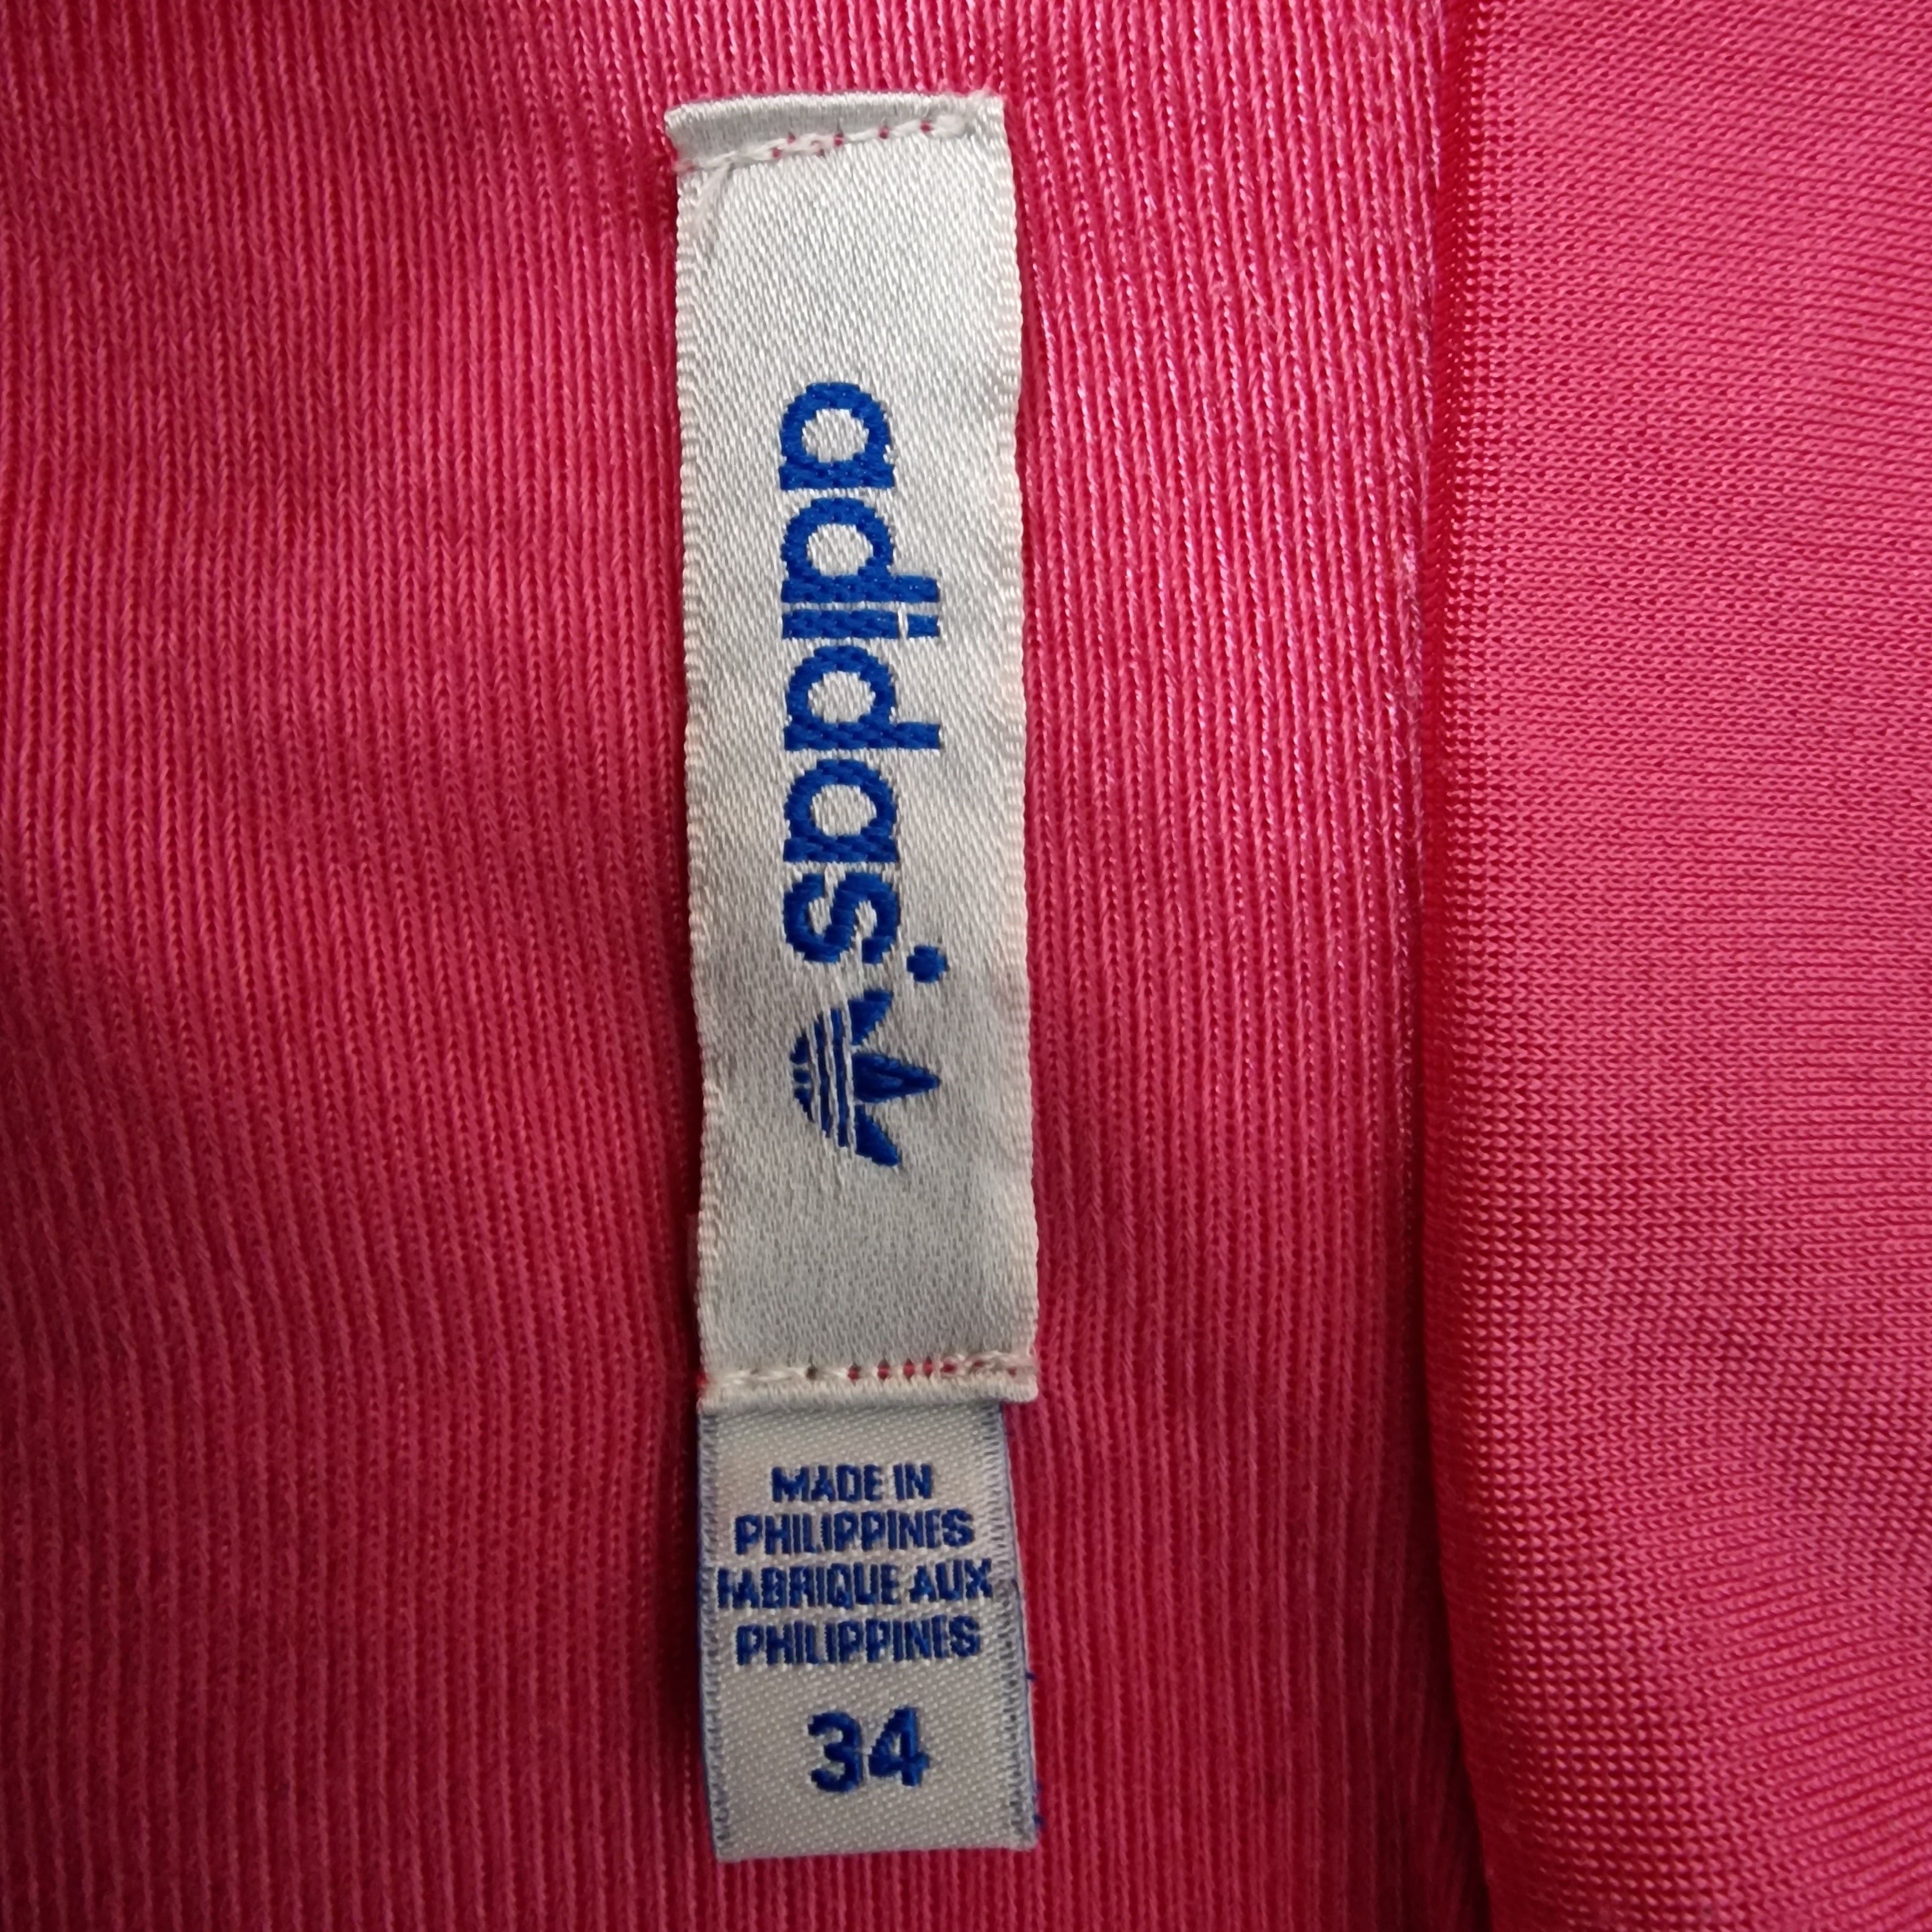 adidas
MADE IN
PHILIPPINES
FABRIQUE AUX
PHILIPPINES
34